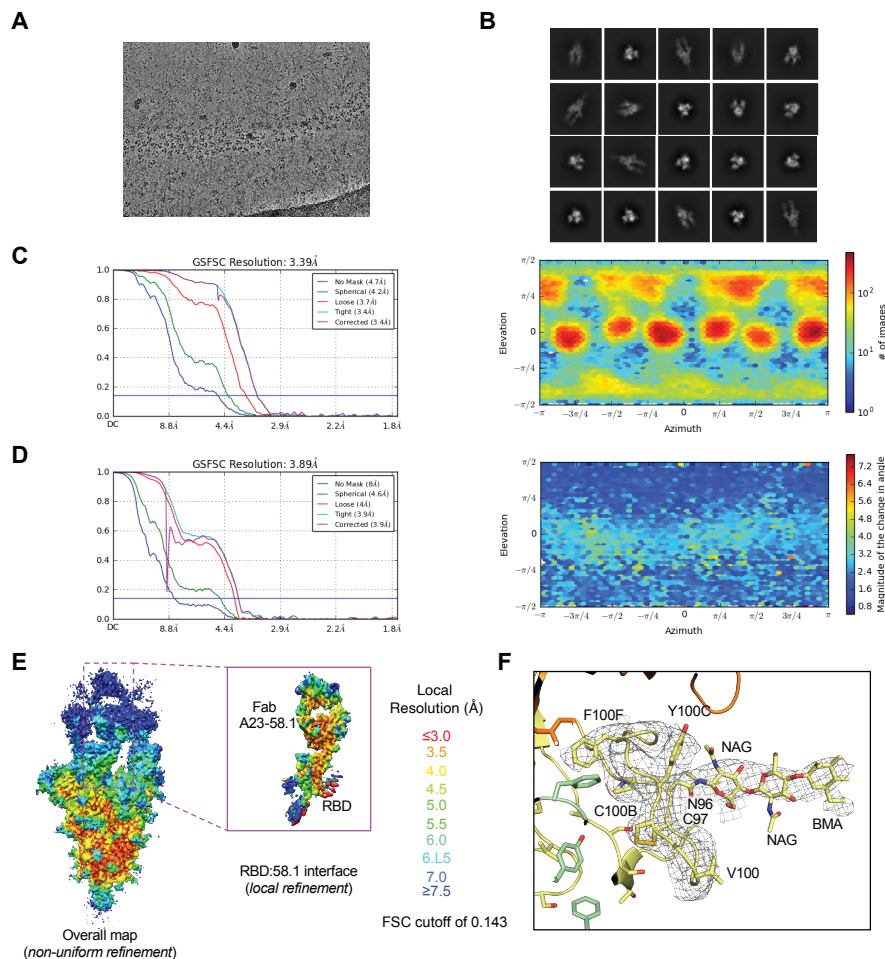 A
B
C
GSFSC Resolution: 3.39Å
No Mask (4.7Å)
Spherical (4.2Å)
Loose (3.7Å)
Tight (3.4Å)
Corrected (3.4Å)
1.0
0.8
0.6
0.4
0.2
0.0
DC
8.8Å
4.4Å
2.9Å
2.2Å
1.8Å
π/2
π/4
0
−π/4
−π/2
Elevation
−π
−3π/4
−π/2
−π/4
0
π/4
π/2
3π/4
π
Azimuth
10²
10¹
10⁰
# of images
D
GSFSC Resolution: 3.89Å
No Mask (8Å)
Spherical (4.6Å)
Loose (4Å)
Tight (3.9Å)
Corrected (3.9Å)
1.0
0.8
0.6
0.4
0.2
0.0
DC
8.8Å
4.4Å
2.9Å
2.2Å
1.8Å
π/2
π/4
0
−π/4
−π/2
Elevation
−π
−3π/4
−π/2
−π/4
0
π/4
π/2
3π/4
π
Azimuth
7.2
6.4
5.6
4.8
4.0
3.2
2.4
1.6
0.8
Magnitude of the change in angle
E
Fab
A23-58.1
RBD
RBD:58.1 interface
(local refinement)
Overall map
(non-uniform refinement)
Local
Resolution (Å)
≤3.0
3.5
4.0
4.5
5.0
5.5
6.0
6.L5
7.0
≥7.5
FSC cutoff of 0.143
F
F100F
Y100C
NAG
C100B
N96
C97
NAG
BMA
V100